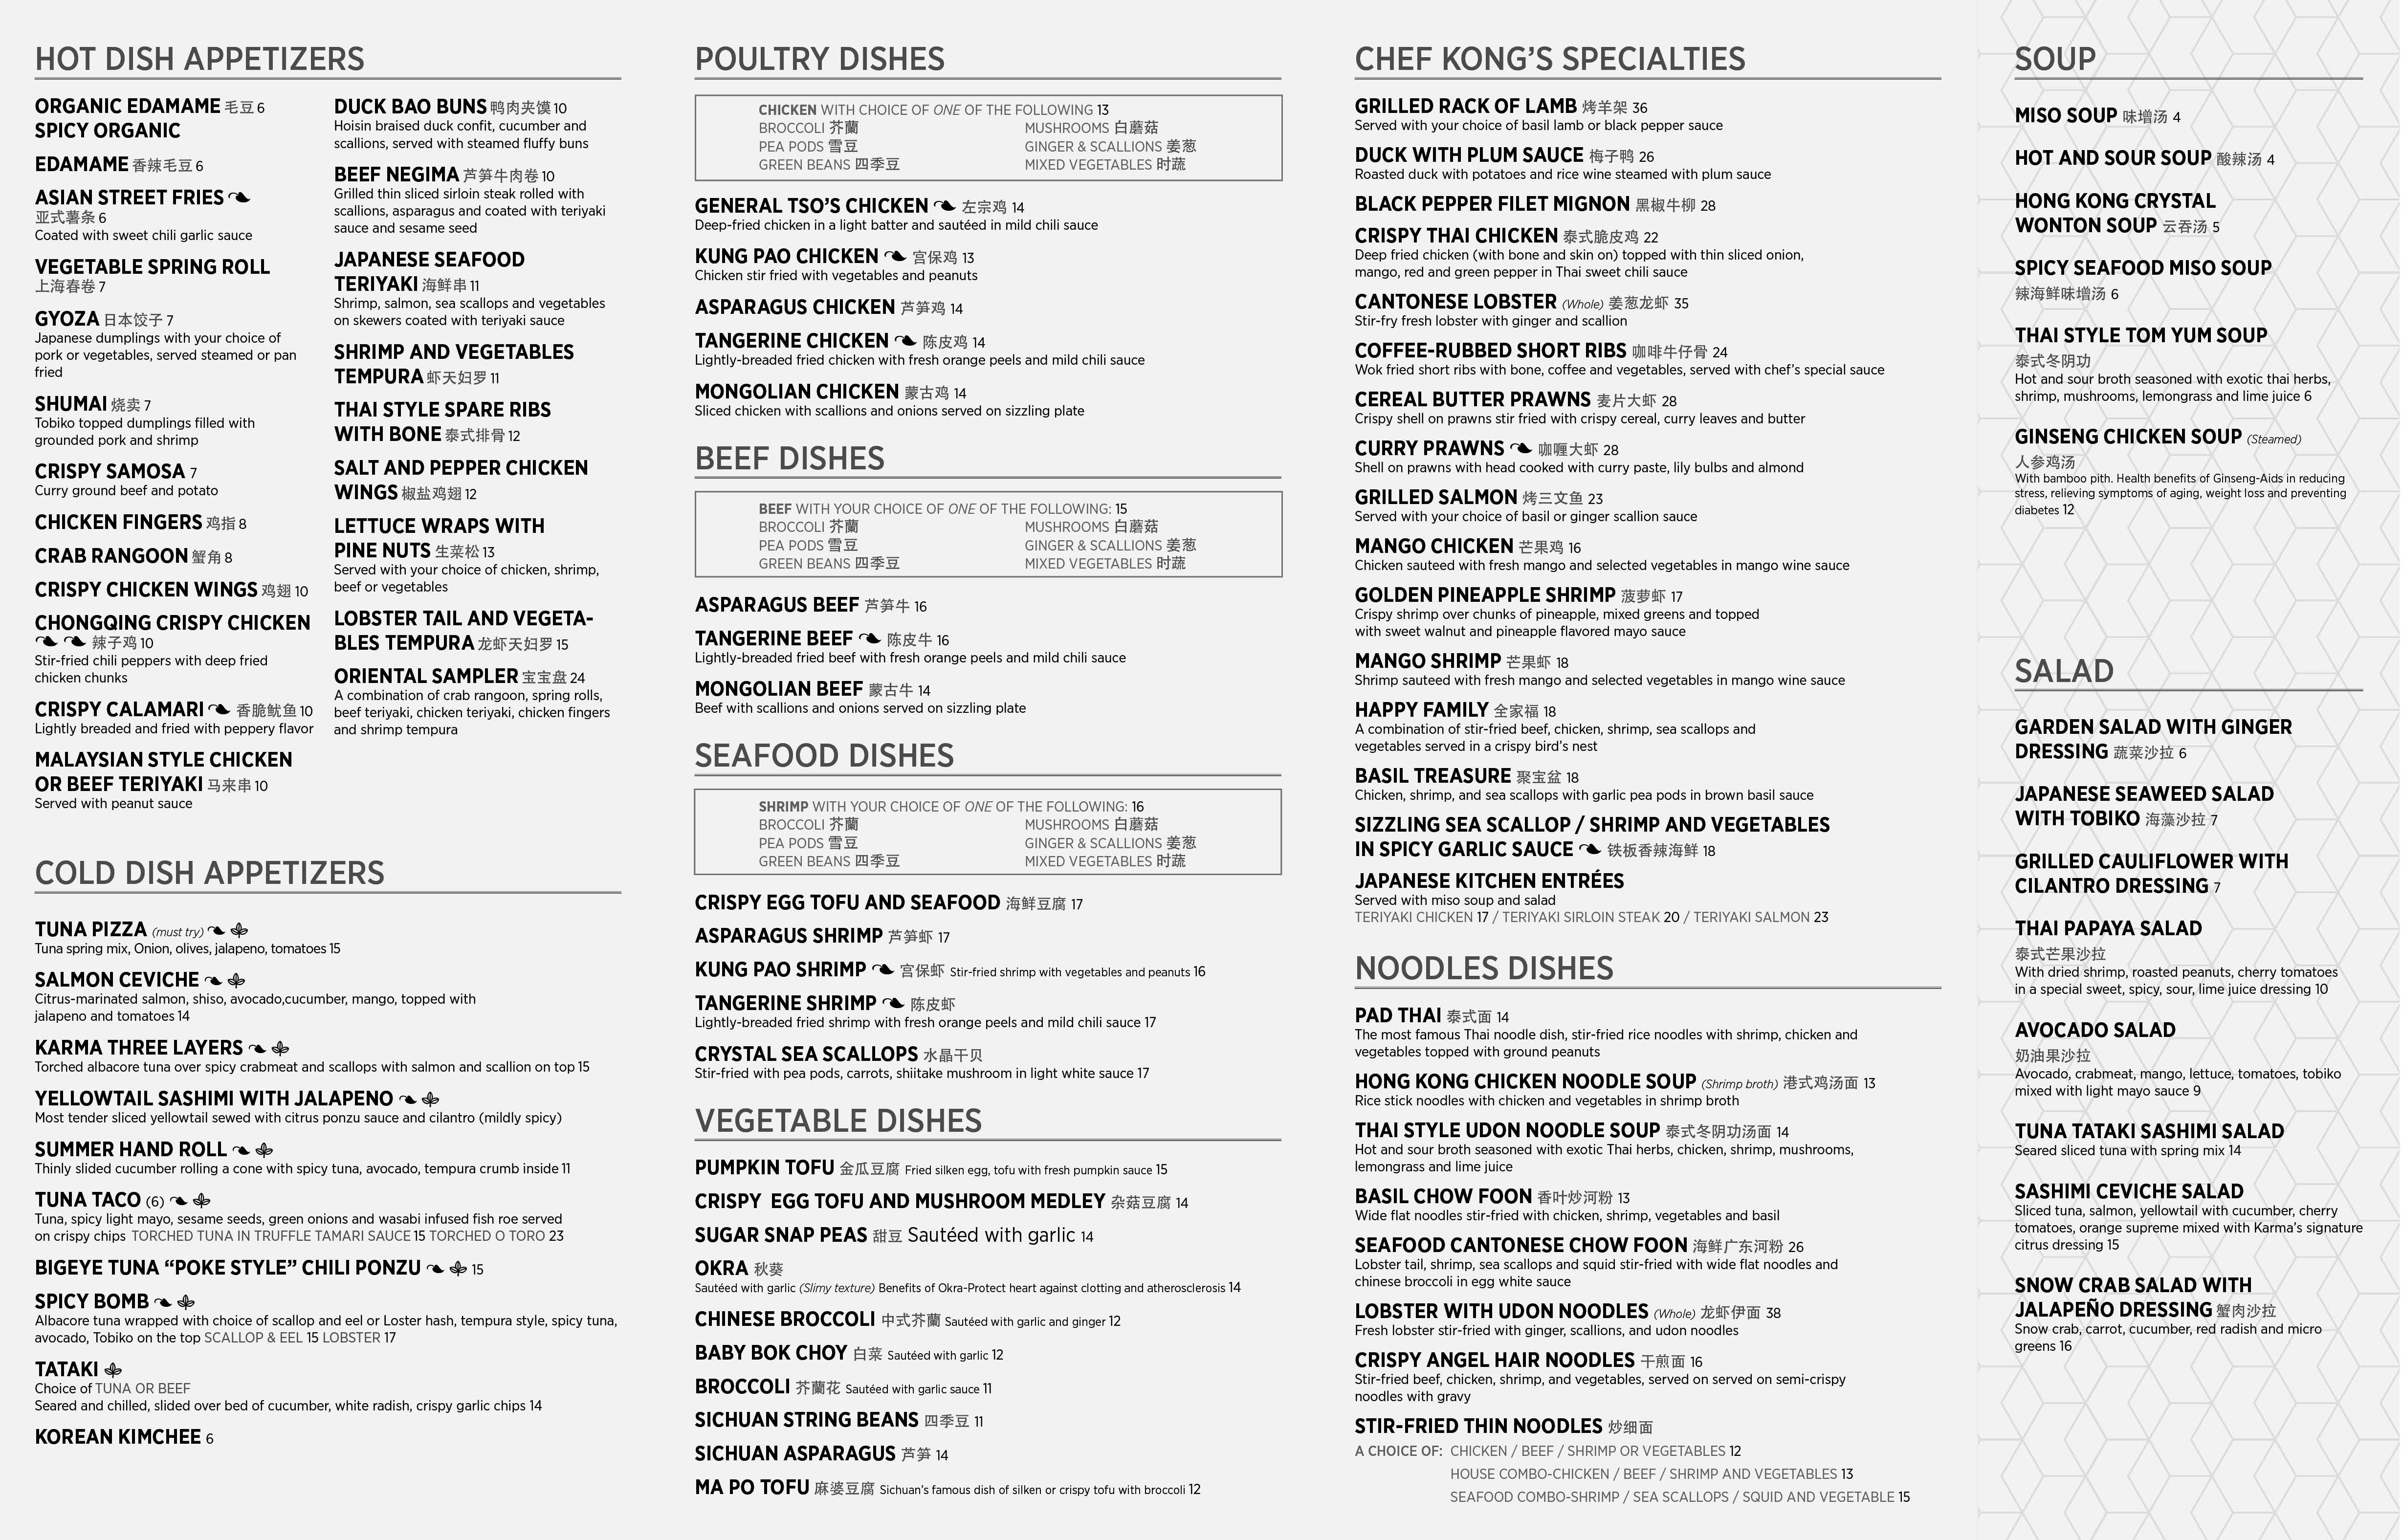 HOT DISH APPETIZERS
ORGANIC EDAMAME 毛豆 6
SPICY ORGANIC
EDAMAME 香辣毛豆 6
ASIAN STREET FRIES
亚式薯条 6
Coated with sweet chili garlic sauce
VEGETABLE SPRING ROLL
上海春卷 7
GYOZA 日本饺子 7
Japanese dumplings with your choice of
pork or vegetables, served steamed or pan
fried
SHUMAI 烧卖 7
Tobiko topped dumplings filled with
grounded pork and shrimp
CRISPY SAMOSA 7
Curry ground beef and potato
CHICKEN FINGERS 鸡指 8
CRAB RANGOON 蟹角 8
CRISPY CHICKEN WINGS 鸡翅 10
CHONGQING CRISPY CHICKEN
辣子鸡 10
Stir-fried chili peppers with deep fried
chicken chunks
CRISPY CALAMARI 香脆鱿鱼 10
Lightly breaded and fried with peppery flavor
MALAYSIAN STYLE CHICKEN
OR BEEF TERIYAKI 马来串 10
Served with peanut sauce
DUCK BAO BUNS 鸭肉夹馍 10
Hoisin braised duck confit, cucumber and
scallions, served with steamed fluffy buns
BEEF NEGIMA 芦笋牛肉卷 10
Grilled thin sliced sirloin steak rolled with
scallions, asparagus and coated with teriyaki
sauce and sesame seed
JAPANESE SEAFOOD
TERIYAKI 海鲜串 11
Shrimp, salmon, sea scallops and vegetables
on skewers coated with teriyaki sauce
SHRIMP AND VEGETABLES
TEMPURA 虾天妇罗 11
THAI STYLE SPARE RIBS
WITH BONE 泰式排骨 12
SALT AND PEPPER CHICKEN
WINGS 椒盐鸡翅 12
LETTUCE WRAPS WITH
PINE NUTS 生菜松 13
Served with your choice of chicken, shrimp,
beef or vegetables
LOBSTER TAIL AND VEGETA-
BLES TEMPURA 龙虾天妇罗 15
ORIENTAL SAMPLER 宝宝盘 24
A combination of crab rangoon, spring rolls,
beef teriyaki, chicken teriyaki, chicken fingers
and shrimp tempura
COLD DISH APPETIZERS
TUNA PIZZA (must try)
Tuna spring mix, Onion, olives, jalapeno, tomatoes 15
SALMON CEVICHE
Citrus-marinated salmon, shiso, avocado,cucumber, mango, topped with
jalapeno and tomatoes 14
KARMA THREE LAYERS
Torched albacore tuna over spicy crabmeat and scallops with salmon and scallion on top 15
YELLOWTAIL SASHIMI WITH JALAPENO
Most tender sliced yellowtail sewed with citrus ponzu sauce and cilantro (mildly spicy)
SUMMER HAND ROLL
Thinly slided cucumber rolling a cone with spicy tuna, avocado, tempura crumb inside 11
TUNA TACO (6)
Tuna, spicy light mayo, sesame seeds, green onions and wasabi infused fish roe served
on crispy chips TORCHED TUNA IN TRUFFLE TAMARI SAUCE 15 TORCHED O TORO 23
BIGEYE TUNA “POKE STYLE” CHILI PONZU 15
SPICY BOMB
Albacore tuna wrapped with choice of scallop and eel or Loster hash, tempura style, spicy tuna,
avocado, Tobiko on the top SCALLOP & EEL 15 LOBSTER 17
TATAKI
Choice of TUNA OR BEEF
Seared and chilled, slided over bed of cucumber, white radish, crispy garlic chips 14
KOREAN KIMCHEE 6
POULTRY DISHES
CHICKEN WITH CHOICE OF ONE OF THE FOLLOWING 13
BROCCOLI 芥蘭 MUSHROOMS 白蘑菇
PEA PODS 雪豆 GINGER & SCALLIONS 姜葱
GREEN BEANS 四季豆 MIXED VEGETABLES 时蔬
GENERAL TSO’S CHICKEN 左宗鸡 14
Deep-fried chicken in a light batter and sautéed in mild chili sauce
KUNG PAO CHICKEN 宫保鸡 13
Chicken stir fried with vegetables and peanuts
ASPARAGUS CHICKEN 芦笋鸡 14
TANGERINE CHICKEN 陈皮鸡 14
Lightly-breaded fried chicken with fresh orange peels and mild chili sauce
MONGOLIAN CHICKEN 蒙古鸡 14
Sliced chicken with scallions and onions served on sizzling plate
BEEF DISHES
BEEF WITH YOUR CHOICE OF ONE OF THE FOLLOWING: 15
BROCCOLI 芥蘭 MUSHROOMS 白蘑菇
PEA PODS 雪豆 GINGER & SCALLIONS 姜葱
GREEN BEANS 四季豆 MIXED VEGETABLES 时蔬
ASPARAGUS BEEF 芦笋牛 16
TANGERINE BEEF 陈皮牛 16
Lightly-breaded fried beef with fresh orange peels and mild chili sauce
MONGOLIAN BEEF 蒙古牛 14
Beef with scallions and onions served on sizzling plate
SEAFOOD DISHES
SHRIMP WITH YOUR CHOICE OF ONE OF THE FOLLOWING: 16
BROCCOLI 芥蘭 MUSHROOMS 白蘑菇
PEA PODS 雪豆 GINGER & SCALLIONS 姜葱
GREEN BEANS 四季豆 MIXED VEGETABLES 时蔬
CRISPY EGG TOFU AND SEAFOOD 海鲜豆腐 17
ASPARAGUS SHRIMP 芦笋虾 17
KUNG PAO SHRIMP 宫保虾 Stir-fried shrimp with vegetables and peanuts 16
TANGERINE SHRIMP 陈皮虾
Lightly-breaded fried shrimp with fresh orange peels and mild chili sauce 17
CRYSTAL SEA SCALLOPS 水晶干贝
Stir-fried with pea pods, carrots, shiitake mushroom in light white sauce 17
VEGETABLE DISHES
PUMPKIN TOFU 金瓜豆腐 Fried silken egg, tofu with fresh pumpkin sauce 15
CRISPY EGG TOFU AND MUSHROOM MEDLEY 杂菇豆腐 14
SUGAR SNAP PEAS 甜豆 Sautéed with garlic 14
OKRA 秋葵
Sautéed with garlic (Slimy texture) Benefits of Okra-Protect heart against clotting and atherosclerosis 14
CHINESE BROCCOLI 中式芥蘭 Sautéed with garlic and ginger 12
BABY BOK CHOY 白菜 Sautéed with garlic 12
BROCCOLI 芥蘭花 Sautéed with garlic sauce 11
SICHUAN STRING BEANS 四季豆 11
SICHUAN ASPARAGUS 芦笋 14
MA PO TOFU 麻婆豆腐 Sichuan’s famous dish of silken or crispy tofu with broccoli 12
CHEF KONG’S SPECIALTIES
GRILLED RACK OF LAMB 烤羊架 36
Served with your choice of basil lamb or black pepper sauce
DUCK WITH PLUM SAUCE 梅子鸭 26
Roasted duck with potatoes and rice wine steamed with plum sauce
BLACK PEPPER FILET MIGNON 黑椒牛柳 28
CRISPY THAI CHICKEN 泰式脆皮鸡 22
Deep fried chicken (with bone and skin on) topped with thin sliced onion,
mango, red and green pepper in Thai sweet chili sauce
CANTONESE LOBSTER (Whole) 姜葱龙虾 35
Stir-fry fresh lobster with ginger and scallion
COFFEE-RUBBED SHORT RIBS 咖啡牛仔骨 24
Wok fried short ribs with bone, coffee and vegetables, served with chef’s special sauce
CEREAL BUTTER PRAWNS 麦片大虾 28
Crispy shell on prawns stir fried with crispy cereal, curry leaves and butter
CURRY PRAWNS 咖喱大虾 28
Shell on prawns with head cooked with curry paste, lily bulbs and almond
GRILLED SALMON 烤三文鱼 23
Served with your choice of basil or ginger scallion sauce
MANGO CHICKEN 芒果鸡 16
Chicken sauteed with fresh mango and selected vegetables in mango wine sauce
GOLDEN PINEAPPLE SHRIMP 菠萝虾 17
Crispy shrimp over chunks of pineapple, mixed greens and topped
with sweet walnut and pineapple flavored mayo sauce
MANGO SHRIMP 芒果虾 18
Shrimp sauteed with fresh mango and selected vegetables in mango wine sauce
HAPPY FAMILY 全家福 18
A combination of stir-fried beef, chicken, shrimp, sea scallops and
vegetables served in a crispy bird’s nest
BASIL TREASURE 聚宝盆 18
Chicken, shrimp, and sea scallops with garlic pea pods in brown basil sauce
SIZZLING SEA SCALLOP / SHRIMP AND VEGETABLES
IN SPICY GARLIC SAUCE 铁板香辣海鲜 18
JAPANESE KITCHEN ENTRÉES
Served with miso soup and salad
TERIYAKI CHICKEN 17 / TERIYAKI SIRLOIN STEAK 20 / TERIYAKI SALMON 23
NOODLES DISHES
PAD THAI 泰式面 14
The most famous Thai noodle dish, stir-fried rice noodles with shrimp, chicken and
vegetables topped with ground peanuts
HONG KONG CHICKEN NOODLE SOUP (Shrimp broth) 港式鸡汤面 13
Rice stick noodles with chicken and vegetables in shrimp broth
THAI STYLE UDON NOODLE SOUP 泰式冬阴功汤面 14
Hot and sour broth seasoned with exotic Thai herbs, chicken, shrimp, mushrooms,
lemongrass and lime juice
BASIL CHOW FOON 香叶炒河粉 13
Wide flat noodles stir-fried with chicken, shrimp, vegetables and basil
SEAFOOD CANTONESE CHOW FOON 海鲜广东河粉 26
Lobster tail, shrimp, sea scallops and squid stir-fried with wide flat noodles and
chinese broccoli in egg white sauce
LOBSTER WITH UDON NOODLES (Whole) 龙虾伊面 38
Fresh lobster stir-fried with ginger, scallions, and udon noodles
CRISPY ANGEL HAIR NOODLES 干煎面 16
Stir-fried beef, chicken, shrimp, and vegetables, served on served on semi-crispy
noodles with gravy
STIR-FRIED THIN NOODLES 炒细面
A CHOICE OF: CHICKEN / BEEF / SHRIMP OR VEGETABLES 12
HOUSE COMBO-CHICKEN / BEEF / SHRIMP AND VEGETABLES 13
SEAFOOD COMBO-SHRIMP / SEA SCALLOPS / SQUID AND VEGETABLE 15
SOUP
MISO SOUP 味增汤 4
HOT AND SOUR SOUP 酸辣汤 4
HONG KONG CRYSTAL
WONTON SOUP 云吞汤 5
SPICY SEAFOOD MISO SOUP
辣海鲜味增汤 6
THAI STYLE TOM YUM SOUP
泰式冬阴功
Hot and sour broth seasoned with exotic thai herbs,
shrimp, mushrooms, lemongrass and lime juice 6
GINSENG CHICKEN SOUP (Steamed)
人参鸡汤
With bamboo pith. Health benefits of Ginseng-Aids in reducing
stress, relieving symptoms of aging, weight loss and preventing
diabetes 12
SALAD
GARDEN SALAD WITH GINGER
DRESSING 蔬菜沙拉 6
JAPANESE SEAWEED SALAD
WITH TOBIKO 海藻沙拉 7
GRILLED CAULIFLOWER WITH
CILANTRO DRESSING 7
THAI PAPAYA SALAD
泰式芒果沙拉
With dried shrimp, roasted peanuts, cherry tomatoes
in a special sweet, spicy, sour, lime juice dressing 10
AVOCADO SALAD
奶油果沙拉
Avocado, crabmeat, mango, lettuce, tomatoes, tobiko
mixed with light mayo sauce 9
TUNA TATAKI SASHIMI SALAD
Seared sliced tuna with spring mix 14
SASHIMI CEVICHE SALAD
Sliced tuna, salmon, yellowtail with cucumber, cherry
tomatoes, orange supreme mixed with Karma’s signature
citrus dressing 15
SNOW CRAB SALAD WITH
JALAPEÑO DRESSING 蟹肉沙拉
Snow crab, carrot, cucumber, red radish and micro
greens 16